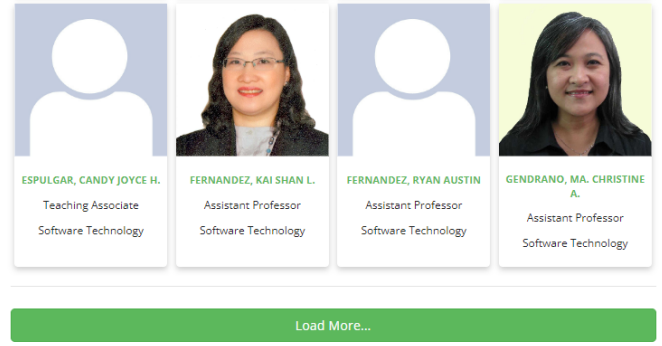 ESPULGAR, CANDY JOYCE H.
Teaching Associate
Software Technology
FERNANDEZ, KAI SHAN L.
Assistant Professor
Software Technology
FERNANDEZ, RYAN AUSTIN
Assistant Professor
Software Technology
GENDRANO, MA. CHRISTINE
A.
Assistant Professor
Software Technology
Load More...